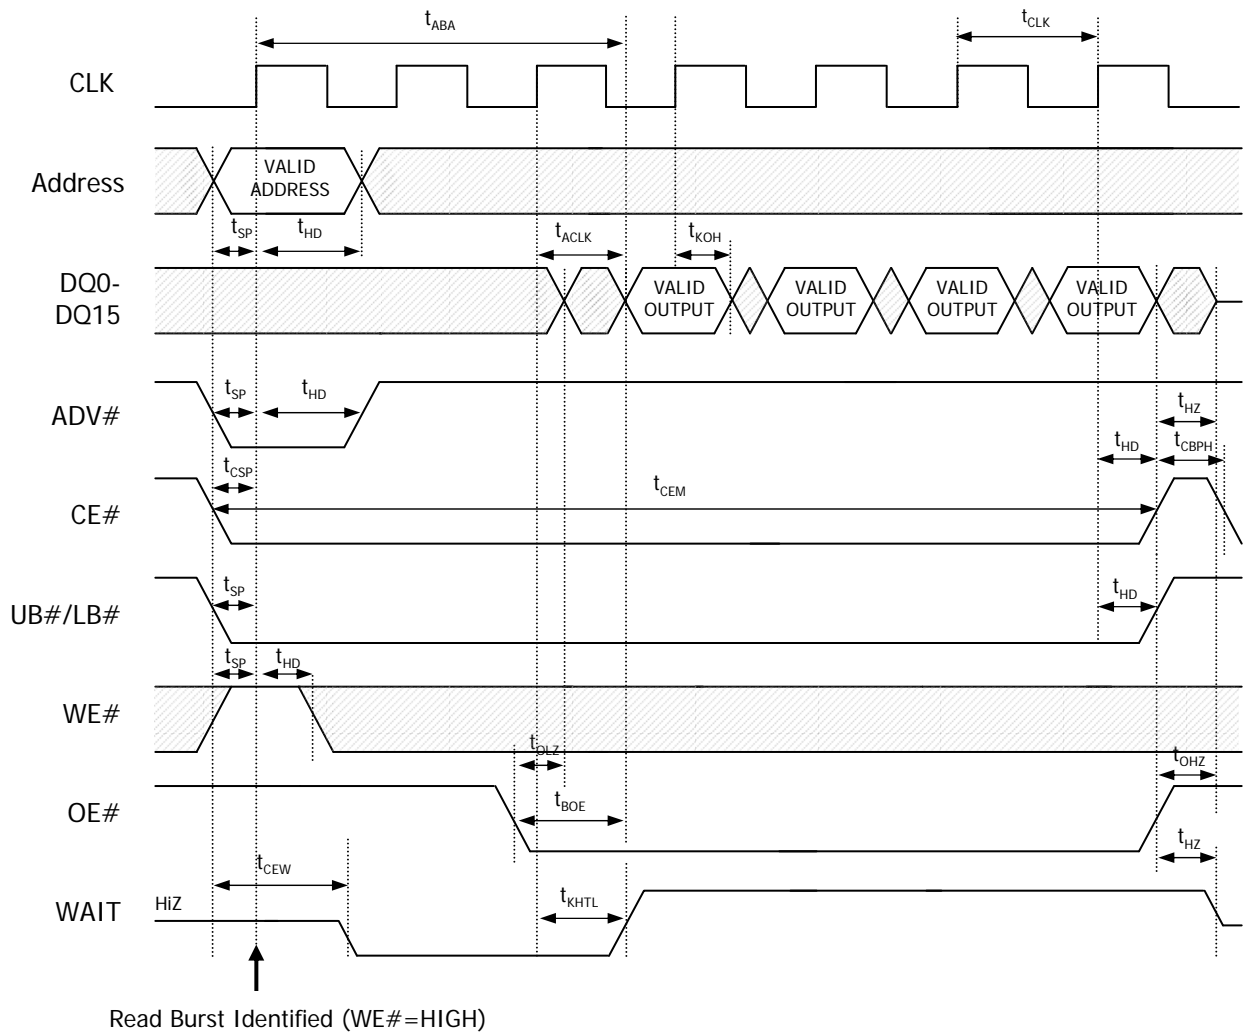 tABA
tCLK
CLK
Address
VALID
ADDRESS
tSP
tHD
tACLK
tKOH
DQ0-
DQ15
VALID
OUTPUT
VALID
OUTPUT
VALID
OUTPUT
VALID
OUTPUT
ADV#
tSP
tHD
tHZ
tHD
tCBPH
CE#
tCSP
tCEM
UB#/LB#
tSP
tHD
WE#
tSP
tHD
tOLZ
tOHZ
OE#
tBOE
tHZ
tCEW
WAIT
HiZ
tKHTL
Read Burst Identified (WE#=HIGH)